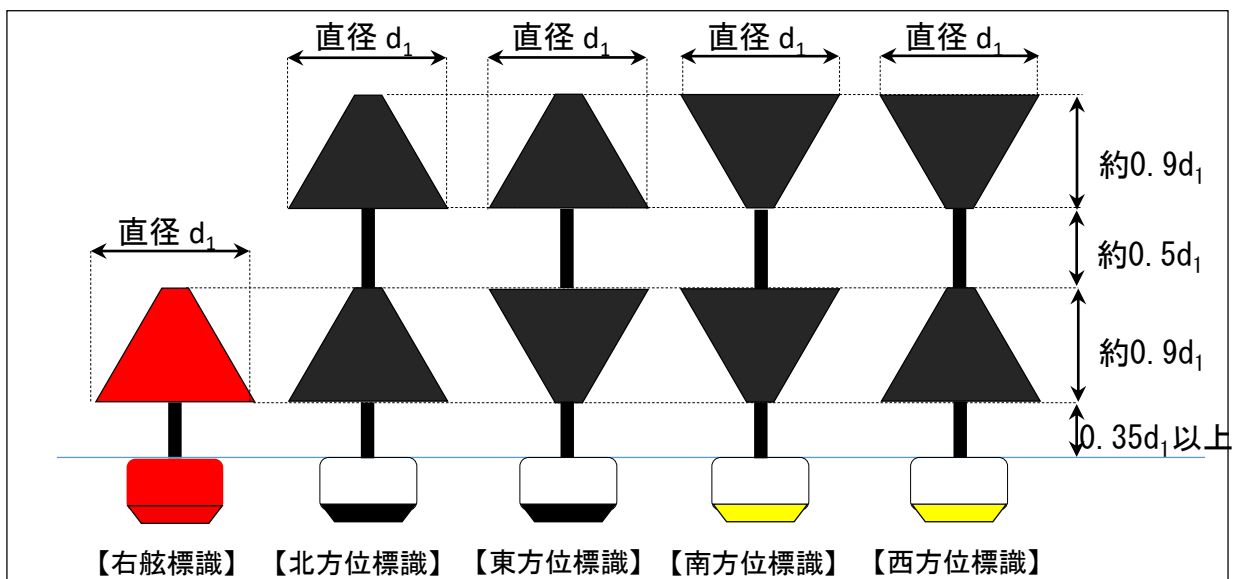 直径 d₁
直径 d₁
直径 d₁
直径 d₁
約0.9d₁
約0.5d₁
直径 d₁
約0.9d₁
0.35d₁以上
【右舷標識】
【北方位標識】
【東方位標識】
【南方位標識】
【西方位標識】